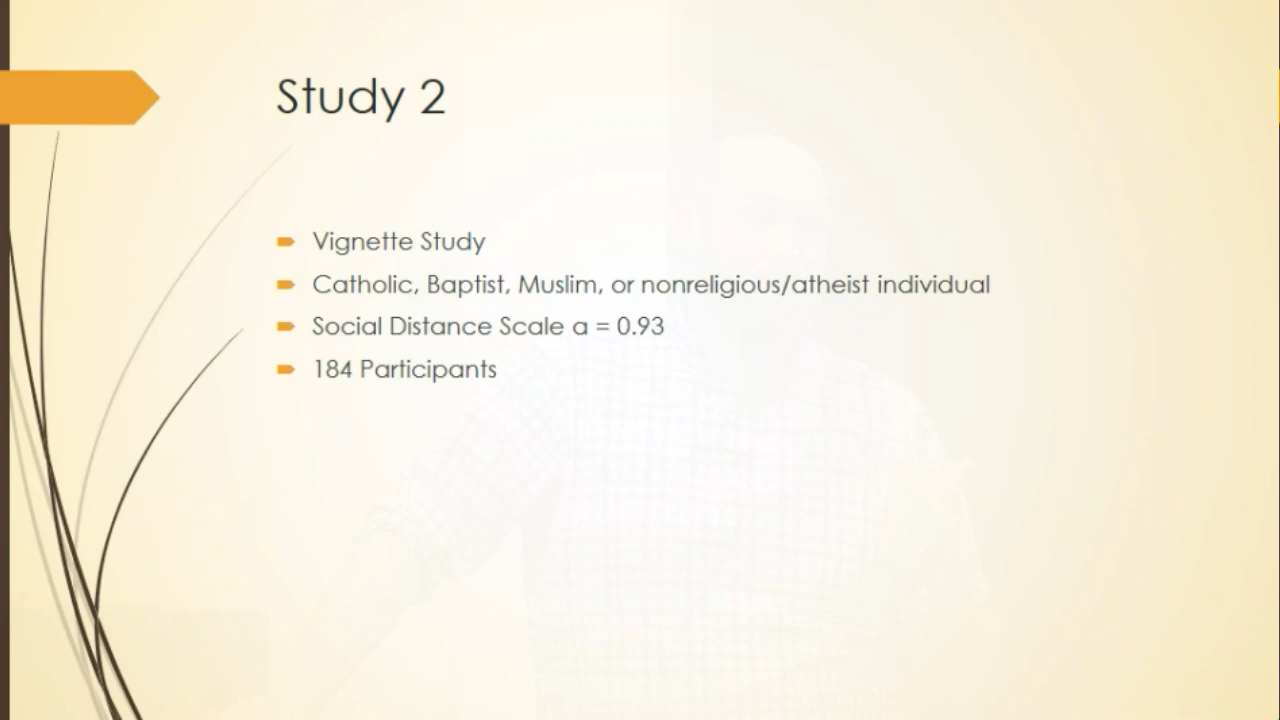 Study 2
Vignette Study
Catholic, Baptist, Muslim, or nonreligious/atheist individual
Social Distance Scale a = 0.93
184 Participants